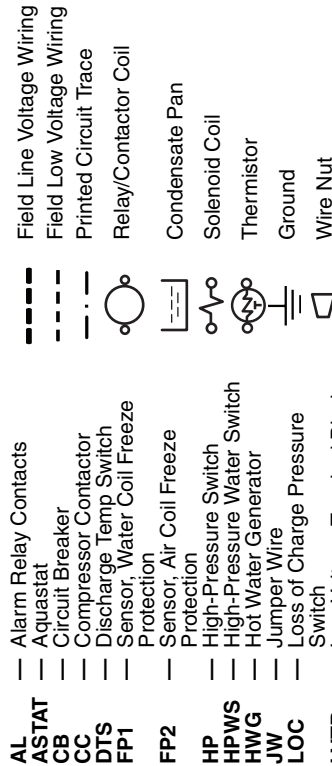 AL — Alarm Relay Contacts
ASTAT — Aquastat
CB — Circuit Breaker
CC — Compressor Contactor
DTS — Discharge Temp Switch
FP1 — Sensor, Water Coil Freeze
Protection
FP2 — Sensor, Air Coil Freeze
Protection
HP — High-Pressure Switch
HPWS — High-Pressure Water Switch
HWG — Hot Water Generator
JW — Jumper Wire
LOC — Loss of Charge Pressure
Switch
Field Line Voltage Wiring
Field Low Voltage Wiring
Printed Circuit Trace
Relay/Contactor Coil
Condensate Pan
Solenoid Coil
T
Thermistor
Ground
Wire Nut